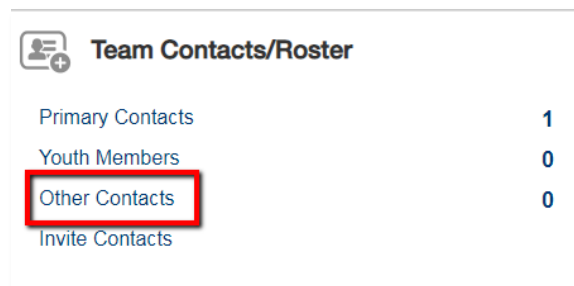 Team Contacts/Roster
Primary Contacts 1
Youth Members 0
Other Contacts 0
Invite Contacts